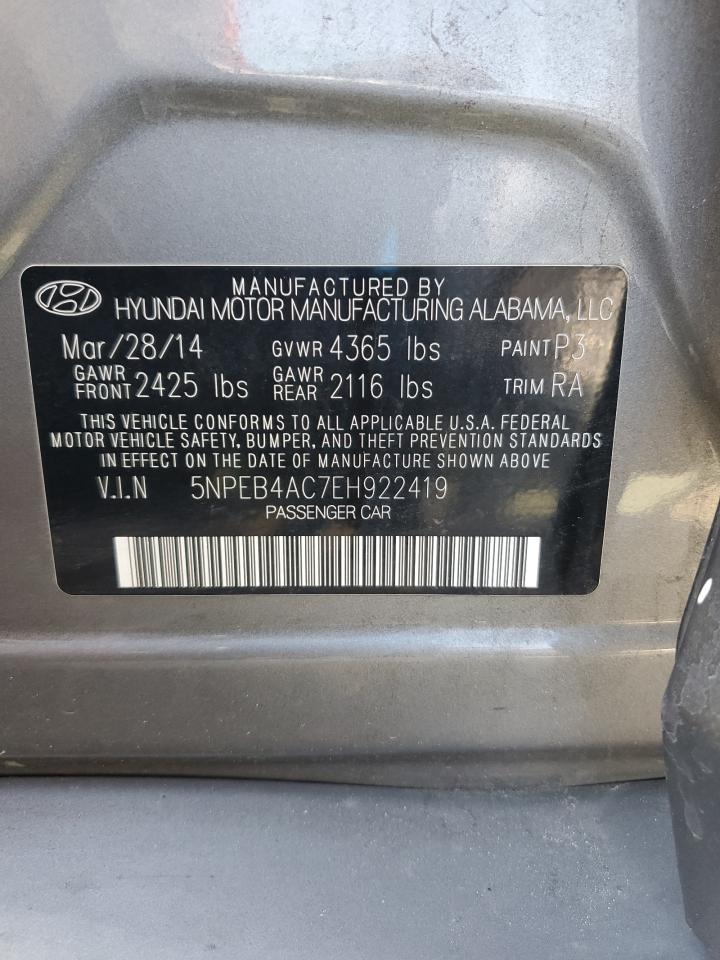 MANUFACTURED BY
HYUNDAI MOTOR MANUFACTURING ALABAMA, LLC
Mar/28/14 GVWR 4365 lbs PAINT P3
GAWR FRONT 2425 lbs GAWR REAR 2116 lbs TRIM RA
THIS VEHICLE CONFORMS TO ALL APPLICABLE U.S.A. FEDERAL
MOTOR VEHICLE SAFETY, BUMPER, AND THEFT PREVENTION STANDARDS
IN EFFECT ON THE DATE OF MANUFACTURE SHOWN ABOVE.
V.I.N 5NPEB4AC7EH922419
PASSENGER CAR